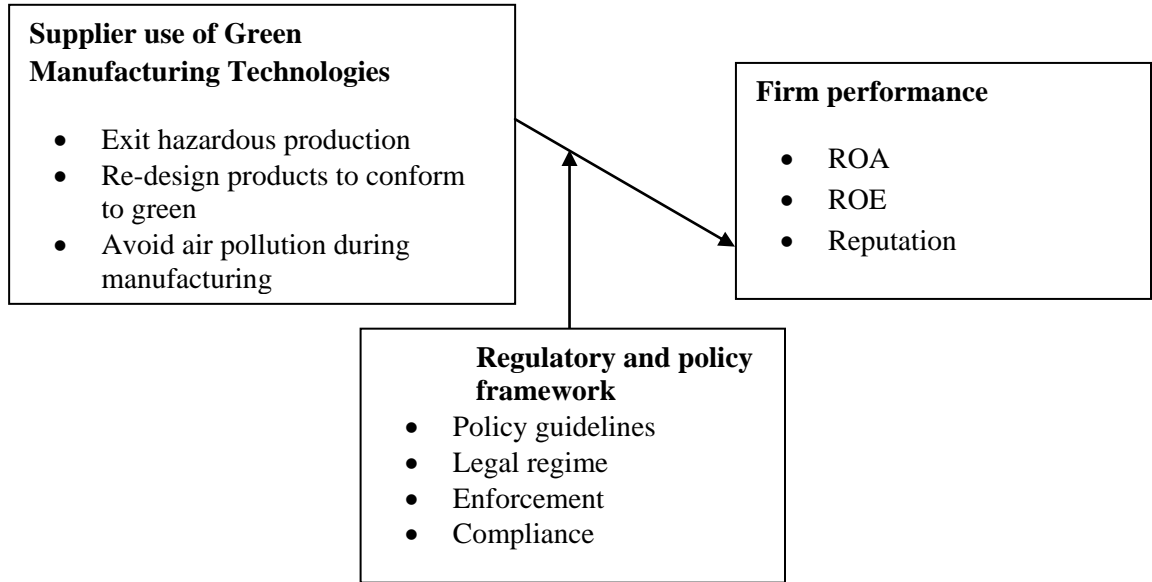 Supplier use of Green
Manufacturing Technologies
• Exit hazardous production
• Re-design products to conform
to green
• Avoid air pollution during
manufacturing
Firm performance
• ROA
• ROE
• Reputation
Regulatory and policy
framework
• Policy guidelines
• Legal regime
• Enforcement
• Compliance